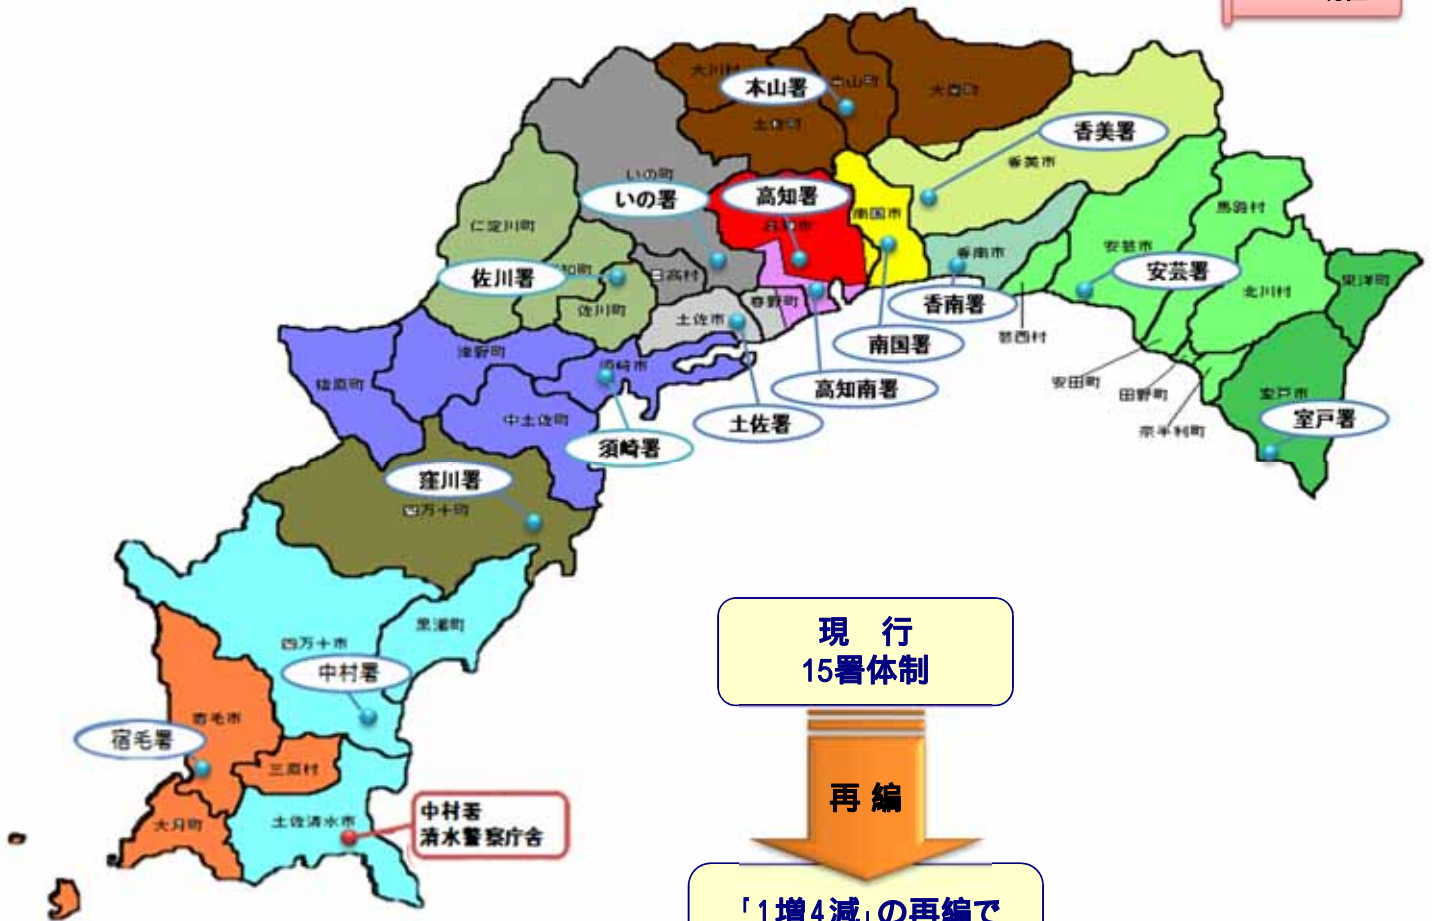 大川村
本山署
本山町
大豊町
土佐町
香美署
香美市
いの町
いの署
高知署
高知市
南国市
馬路村
仁淀川町
安芸市
香南市
佐川署
日高村
安芸署
東洋町
北川村
佐川町
春野町
香南署
土佐市
芸西村
南国署
津野町
須崎市
安田町
高知南署
梼原町
田野町
室戸市
中土佐町
土佐署
室戸署
奈半利町
須崎署
窪川署
四万十町
現 行
15署体制
黒潮町
四万十市
中村署
宿毛市
宿毛署
三原村
再 編
中村署
清水警察庁舎
大月町
土佐清水市
「1増4減」の再編で